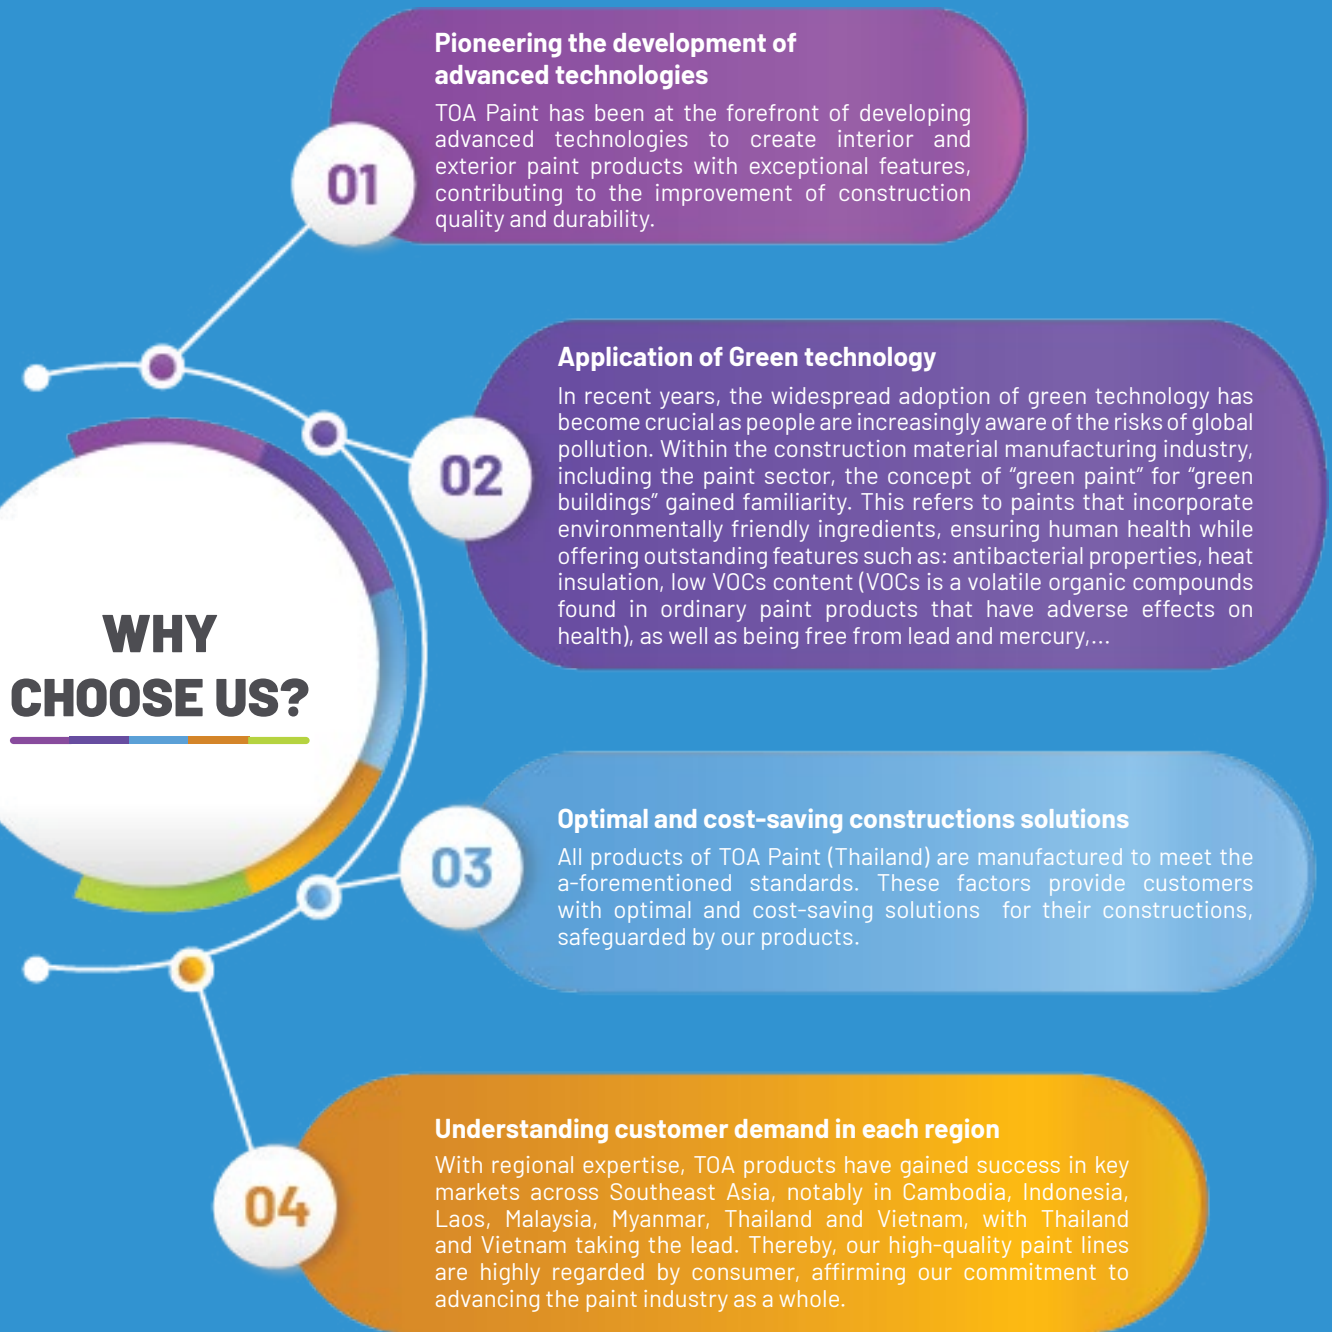 Pioneering the development of
advanced technologies
TOA Paint has been at the forefront of developing
advanced technologies to create interior and
exterior paint products with exceptional features,
contributing to the improvement of construction
quality and durability.
01
Application of Green technology
In recent years, the widespread adoption of green technology has
become crucial as people are increasingly aware of the risks of global
pollution. Within the construction material manufacturing industry,
including the paint sector, the concept of “green paint” for “green
buildings” gained familiarity. This refers to paints that incorporate
environmentally friendly ingredients, ensuring human health while
offering outstanding features such as: antibacterial properties, heat
insulation, low VOCs content (VOCs is a volatile organic compounds
found in ordinary paint products that have adverse effects on
health), as well as being free from lead and mercury,...
02
WHY
CHOOSE US?
Optimal and cost-saving constructions solutions
All products of TOA Paint (Thailand) are manufactured to meet the
a-forementioned standards. These factors provide customers
with optimal and cost-saving solutions for their constructions,
safeguarded by our products.
03
Understanding customer demand in each region
With regional expertise, TOA products have gained success in key
markets across Southeast Asia, notably in Cambodia, Indonesia,
Laos, Malaysia, Myanmar, Thailand and Vietnam, with Thailand
and Vietnam taking the lead. Thereby, our high-quality paint lines
are highly regarded by consumer, affirming our commitment to
advancing the paint industry as a whole.
04